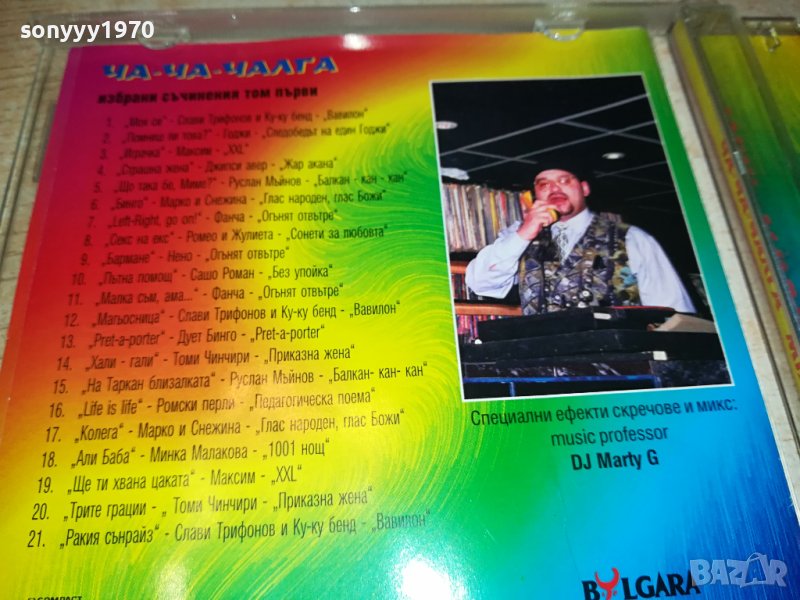 sonyyy1970
ЧА-ЧА-ЧАЛГА
избрани съчинения том първи
1. „Моя си“ - Слави Трифонов и Ку-ку бенд - „Вавилон“
2. „Помниш ли това?“ - Годжи - „Следобедът на един Годжи“
3. „Играчка“ - Максим - „XXL“
4. „Страшна жена“ - Джипси авер - „Жар акана“
5. „Що така бе, Миме?“ - Руслан Мъйнов - „Балкан - кан - хан“
6. „Бинго“ - Марко и Снежина - „Глас народен, глас Божи“
7. „Left-Right, go on!“ - Фанча - „Огънят отвътре“
8. „Секс на екс“ - Ромео и Жулиета - „Сонети за любовта“
9. „Бармане“ - Нено - „Огънят отвътре“
10. „Пътна помощ“ - Сашо Роман - „Без упойка“
11. „Малка съм, ама...“ - Фанча - „Огънят отвътре“
12. „Магьосница“ - Слави Трифонов и Ку-ку бенд - „Вавилон“
13. „Pret-a-porter“ - Дует Бинго - „Pret-a-porter“
14. „Хали - гали“ - Томи Чинчири - „Приказна жена“
15. „На Таркан близалката“ - Руслан Мъйнов - „Балкан- кан- кан“
16. „Life is life“ - Ромски перли - „Педагогическа поема“
17. „Колега“ - Марко и Снежина - „Глас народен, глас Божи“
18. „Али Баба“ - Минка Малакова - „1001 нощ“
19. „Ще ти хвана цаката“ - Максим - „XXL“
20. „Трите грации - „ Томи Чинчири - „Приказна жена“
21. „Ракия сънрайз“ - Слави Трифонов и Ку-ку бенд - „Вавилон“
Специални ефекти скречове и микс:
music professor
DJ Marty G
BULGARA
bazar.bg